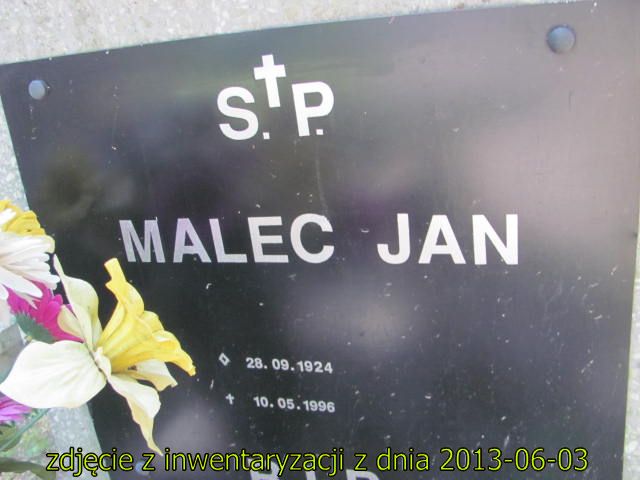 S.†P.
MALEC JAN
◊ 28.09.1924
† 10.05.1996
R.I.P.
zdjęcie z inwentaryzacji z dnia 2013-06-03